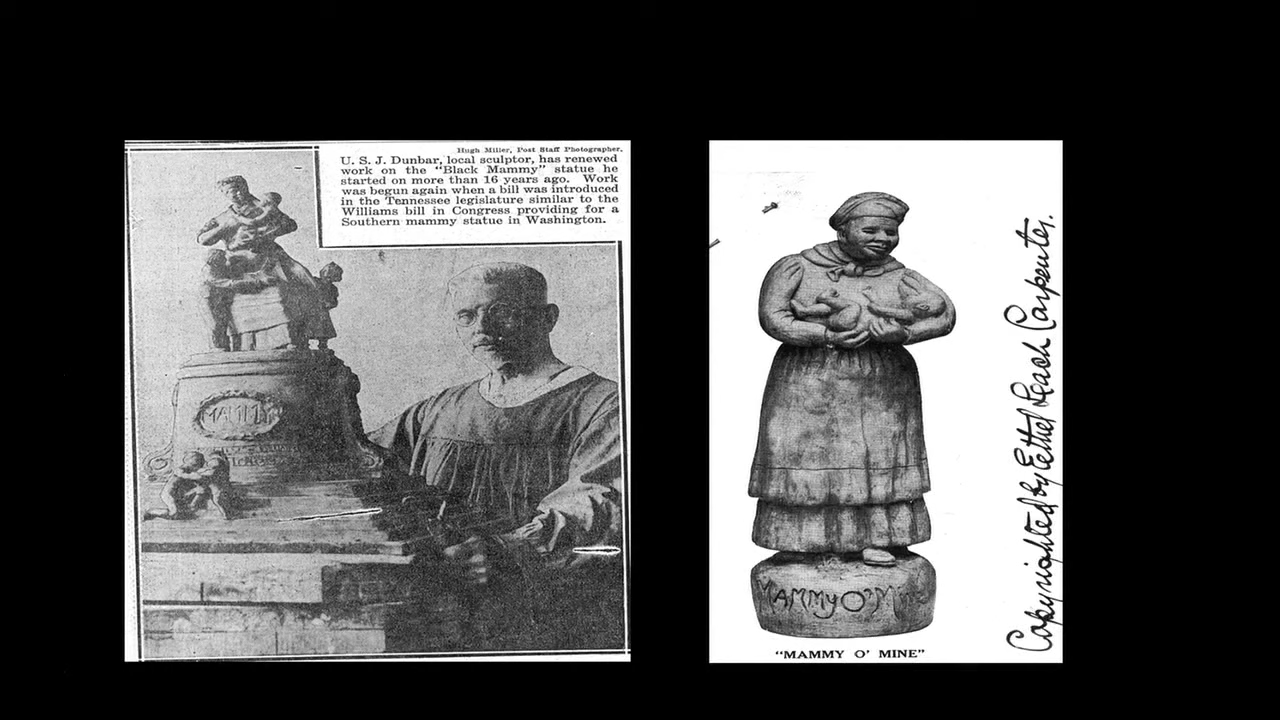 Hugh Miller, Post Staff Photographer.
U. S. J. Dunbar, local sculptor, has renewed
work on the "Black Mammy" statue he
started on more than 16 years ago. Work
was begun again when a bill was introduced
in the Tennessee legislature similar to the
Williams bill in Congress providing for a
Southern mammy statue in Washington.
MAMMY
MAMMY O'
"MAMMY O' MINE"
Copyrighted by Ethel Leach Carpenter.